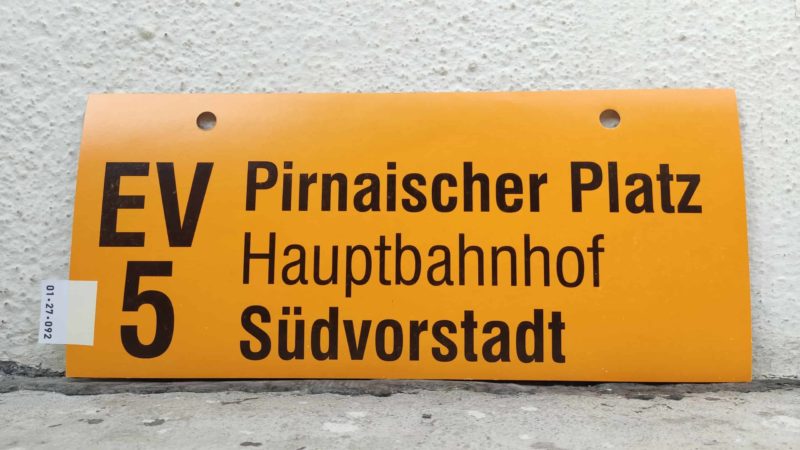 EV
5
Pirnaischer Platz
Hauptbahnhof
Südvorstadt
01-27-092